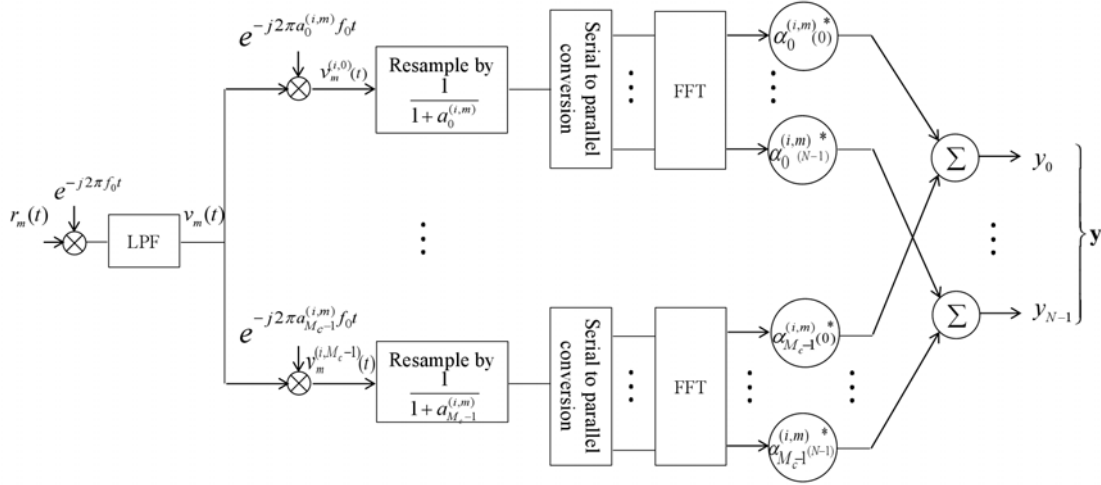 e^{-j2πa_0^{(i,m)}f_0t}
v_m^{(i,0)}(t)
Resample by
1
1+a_0^{(i,m)}
Serial to parallel
conversion
⋮
FFT
α_0^{(i,m)*}(0)
⋮
α_0^{(i,m)*}(N-1)
Σ
y_0
r_m(t)
e^{-j2πf_0t}
LPF
v_m(t)
⋮
⋮
y
e^{-j2πa_{M_c-1}^{(i,m)}f_0t}
v_m^{(i,M_c-1)}(t)
Resample by
1
1+a_{M_c-1}^{(i,m)}
Serial to parallel
conversion
⋮
FFT
α_{M_c-1}^{(i,m)*}(0)
⋮
⋮
α_{M_c-1}^{(i,m)*}(N-1)
Σ
y_{N-1}